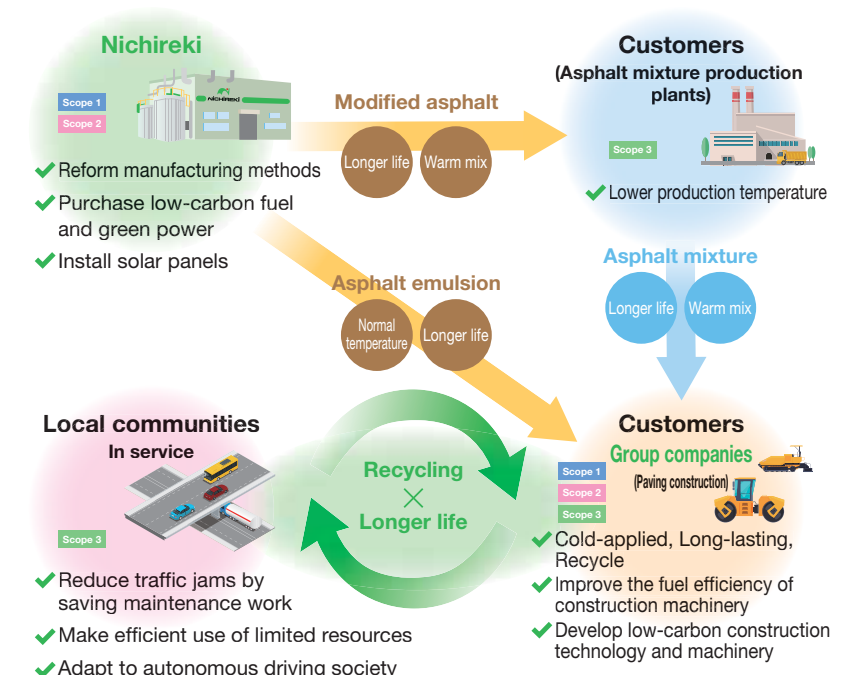 Nichireki
NICHIREKI
Scope 1
Scope 2
Reform manufacturing methods
Purchase low-carbon fuel
and green power
Install solar panels
Modified asphalt
Longer life
Warm mix
Customers
(Asphalt mixture production
plants)
Scope 3
Lower production temperature
Asphalt emulsion
Normal
temperature
Longer life
Asphalt mixture
Longer life
Warm mix
Local communities
In service
Scope 3
Reduce traffic jams by
saving maintenance work
Make efficient use of limited resources
Adapt to autonomous driving society
Recycling
×
Longer life
Customers
Group companies
(Paving construction)
Scope 1
Scope 2
Scope 3
Cold-applied, Long-lasting,
Recycle
Improve the fuel efficiency of
construction machinery
Develop low-carbon construction
technology and machinery